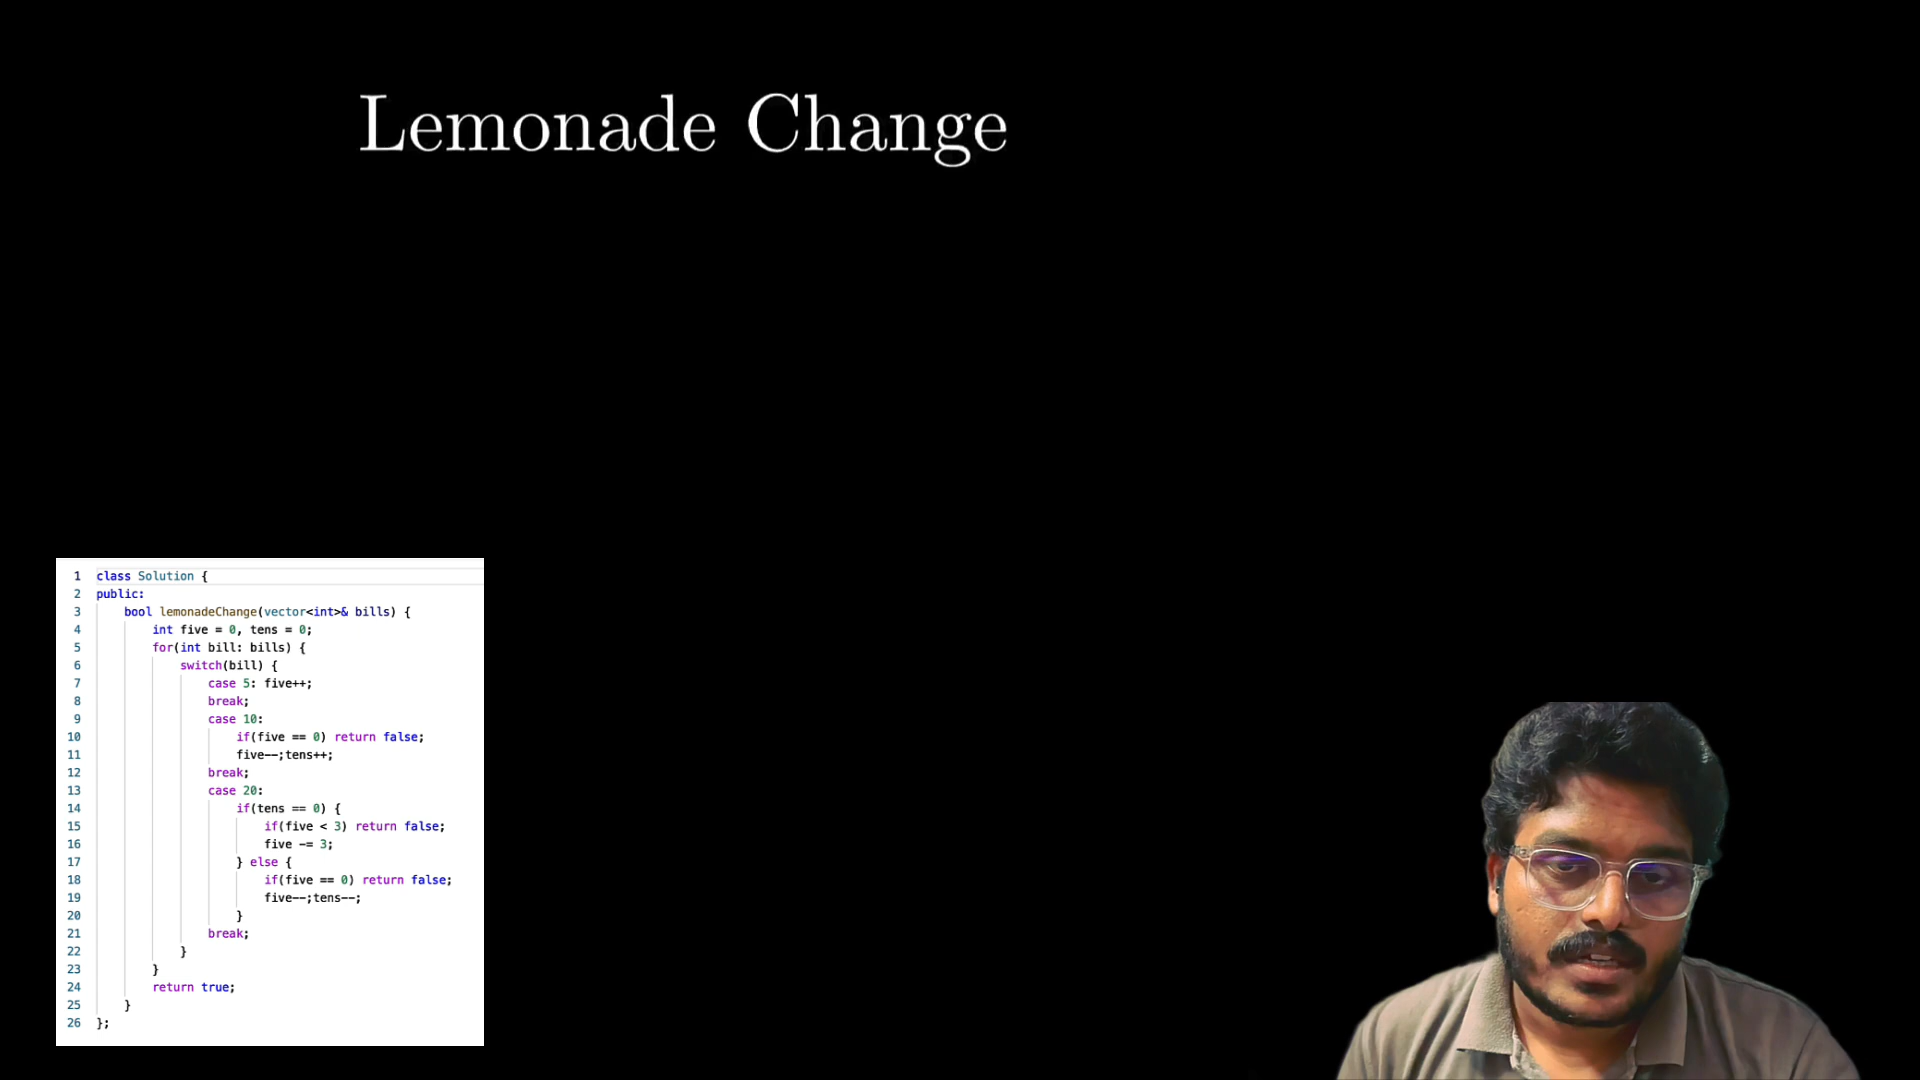 Lemonade Change
1 class Solution {
2 public:
3 bool lemonadeChange(vector<int>& bills) {
4 int five = 0, tens = 0;
5 for(int bill: bills) {
6 switch(bill) {
7 case 5: five++;
8 break;
9 case 10:
10 if(five == 0) return false;
11 five--;tens++;
12 break;
13 case 20:
14 if(tens == 0) {
15 if(five < 3) return false;
16 five -= 3;
17 } else {
18 if(five == 0) return false;
19 five--;tens--;
20 }
21 break;
22 }
23 }
24 return true;
25 }
26 };